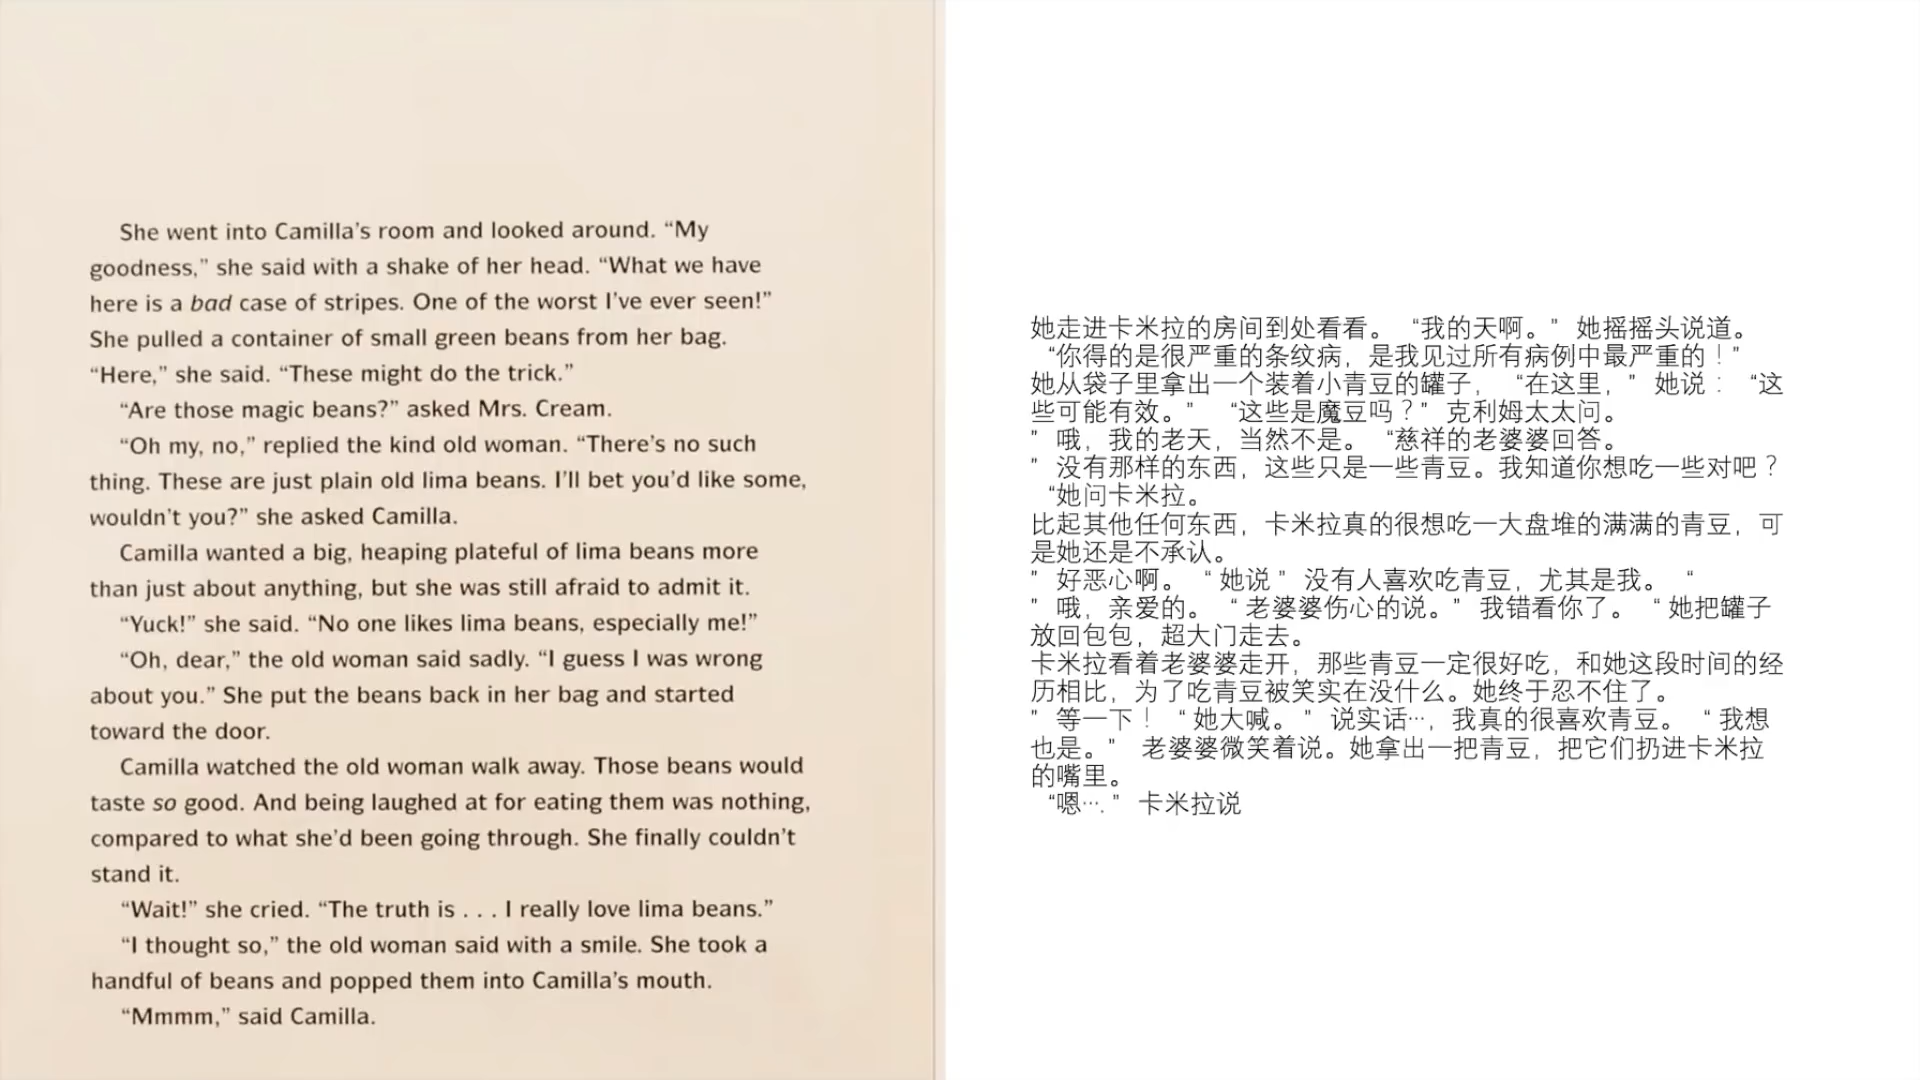 She went into Camilla’s room and looked around. “My
goodness,” she said with a shake of her head. “What we have
here is a bad case of stripes. One of the worst I’ve ever seen!”
She pulled a container of small green beans from her bag.
“Here,” she said. “These might do the trick.”
“Are those magic beans?” asked Mrs. Cream.
“Oh my, no,” replied the kind old woman. “There’s no such
thing. These are just plain old lima beans. I’ll bet you’d like some,
wouldn’t you?” she asked Camilla.
Camilla wanted a big, heaping plateful of lima beans more
than just about anything, but she was still afraid to admit it.
“Yuck!” she said. “No one likes lima beans, especially me!”
“Oh, dear,” the old woman said sadly. “I guess I was wrong
about you.” She put the beans back in her bag and started
toward the door.
Camilla watched the old woman walk away. Those beans would
taste so good. And being laughed at for eating them was nothing,
compared to what she’d been going through. She finally couldn’t
stand it.
“Wait!” she cried. “The truth is . . . I really love lima beans.”
“I thought so,” the old woman said with a smile. She took a
handful of beans and popped them into Camilla’s mouth.
“Mmmm,” said Camilla.
她走进卡米拉的房间到处看看。“我的天啊。”她摇摇头说道。
“你得的是很严重的条纹病，是我见过所有病例中最严重的！”
她从袋子里拿出一个装着小青豆的罐子，“在这里，”她说：“这
些可能有效。”“这些是魔豆吗？”克利姆太太问。
”哦，我的老天，当然不是。“慈祥的老婆婆回答。
”没有那样的东西，这些只是一些青豆。我知道你想吃一些对吧？
“她问卡米拉。
比起其他任何东西，卡米拉真的很想吃一大盘堆的满满的青豆，可
是她还是不承认。
”好恶心啊。“她说”没有人喜欢吃青豆，尤其是我。“
”哦，亲爱的。“老婆婆伤心的说。”我错看你了。“她把罐子
放回包包，超大门走去。
卡米拉看着老婆婆走开，那些青豆一定很好吃，和她这段时间的经
历相比，为了吃青豆被笑实在没什么。她终于忍不住了。
”等一下！“她大喊。”说实话…，我真的很喜欢青豆。“我想
也是。”老婆婆微笑着说。她拿出一把青豆，把它们扔进卡米拉
的嘴里。
“嗯….”卡米拉说